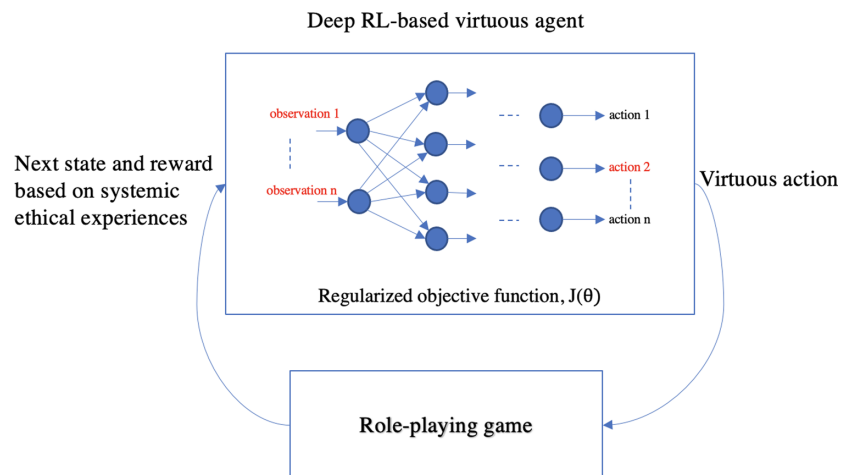 Deep RL-based virtuous agent
observation 1
observation n
action 1
action 2
action n
Next state and reward
based on systemic
ethical experiences
Virtuous action
Regularized objective function, J(θ)
Role-playing game